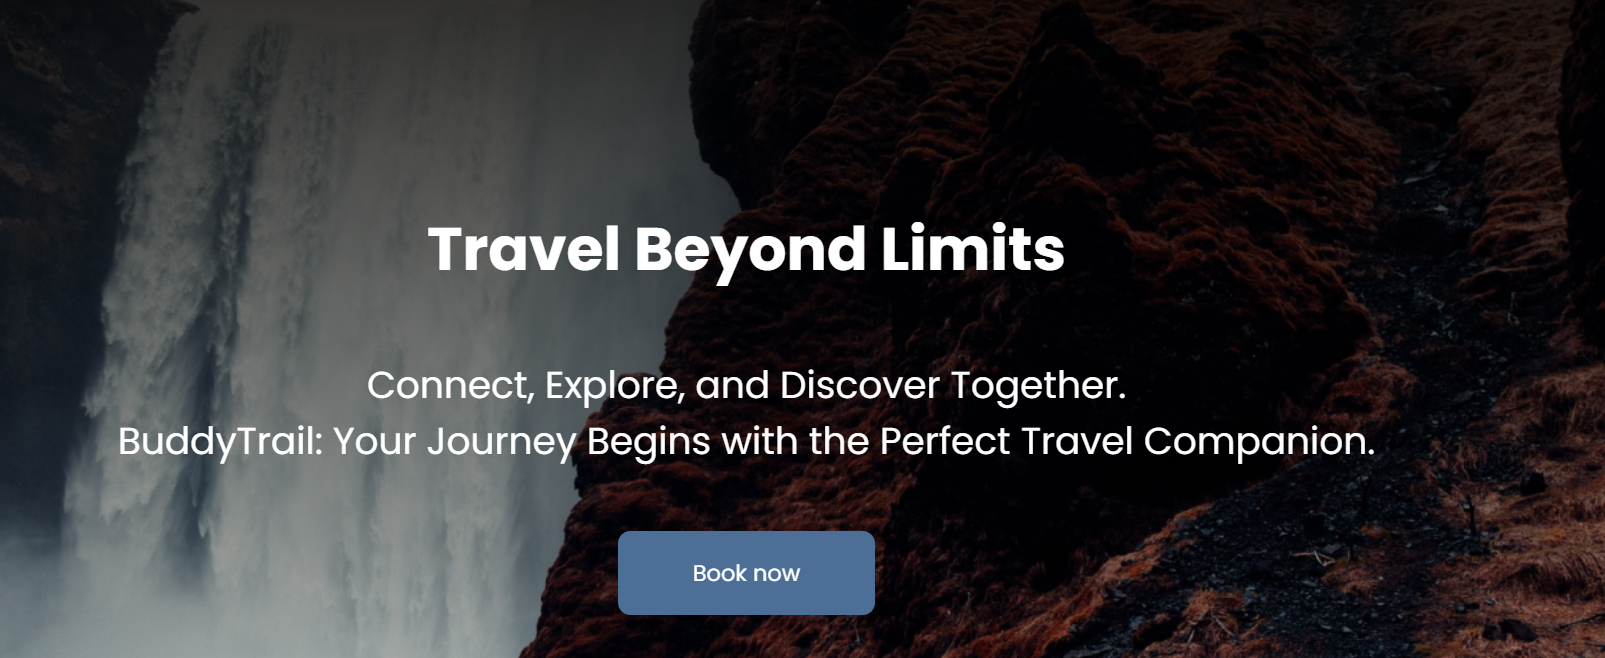 Travel Beyond Limits
Connect, Explore, and Discover Together.
BuddyTrail: Your Journey Begins with the Perfect Travel Companion.
Book now